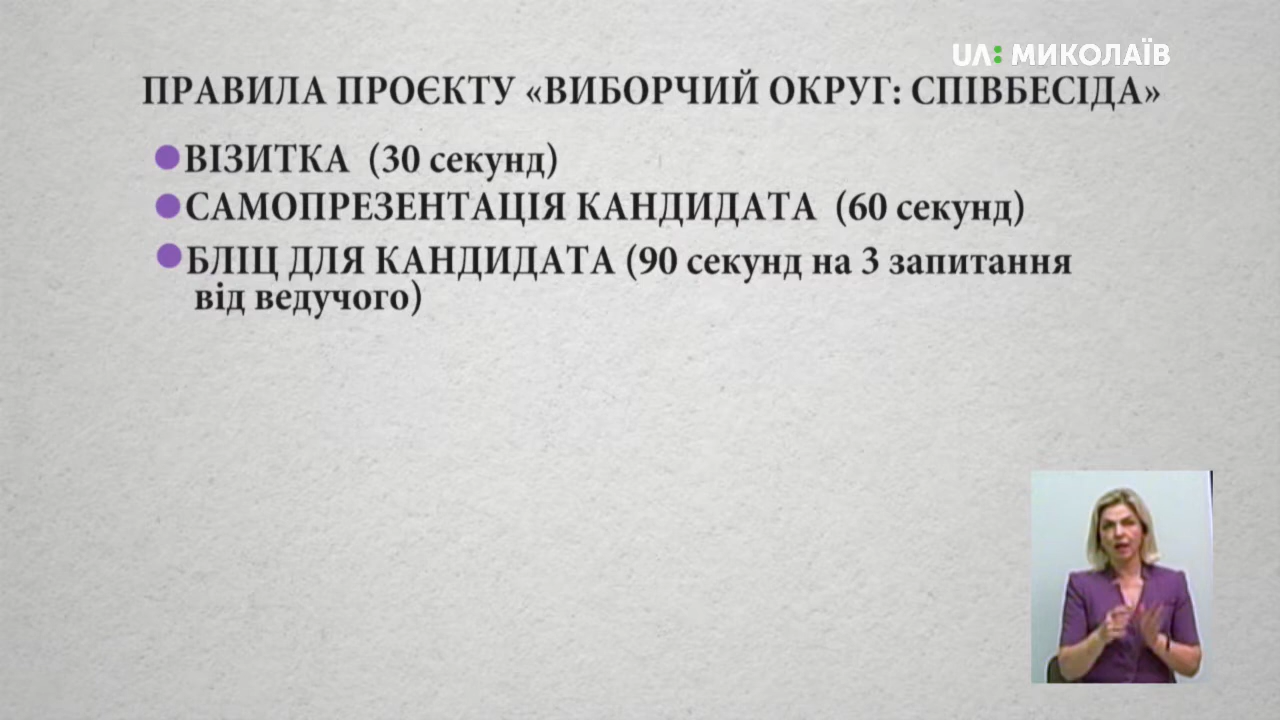 UA: МИКОЛАЇВ
ПРАВИЛА ПРОЄКТУ «ВИБОРЧИЙ ОКРУГ: СПІВБЕСІДА»
ВІЗИТКА (30 секунд)
САМОПРЕЗЕНТАЦІЯ КАНДИДАТА (60 секунд)
БЛІЦ ДЛЯ КАНДИДАТА (90 секунд на 3 запитання
від ведучого)